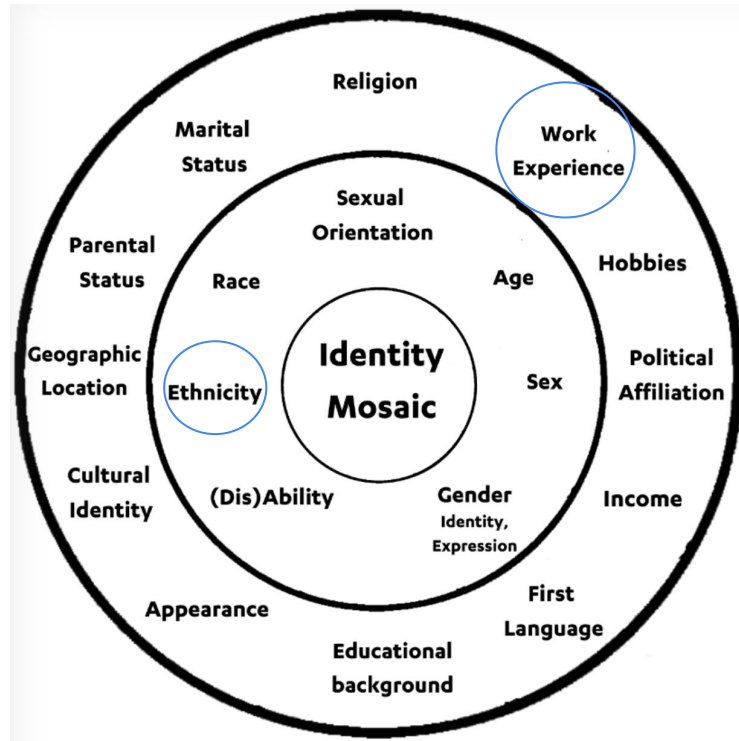 Religion
Work
Experience
Marital
Status
Sexual
Orientation
Parental
Status
Race
Age
Hobbies
Geographic
Location
Identity
Mosaic
Ethnicity
Sex
Political
Affiliation
Cultural
Identity
(Dis)Ability
Gender
Identity,
Expression
Income
Appearance
First
Language
Educational
background